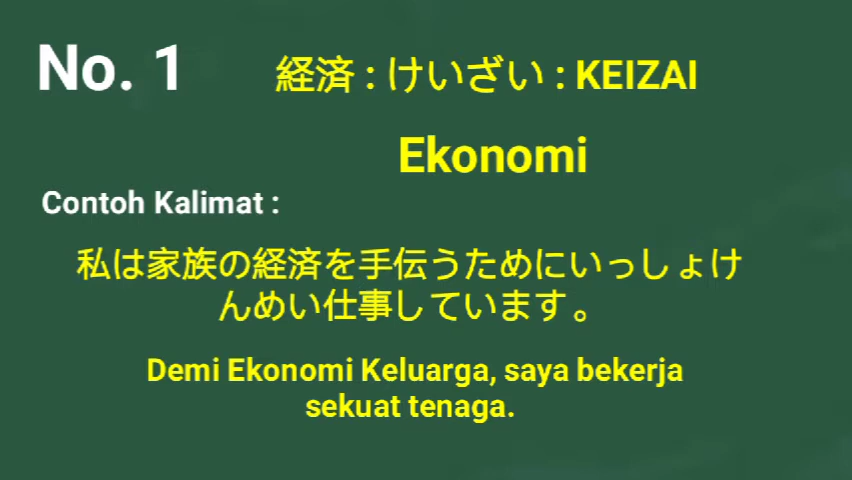 No. 1
経済 : けいざい : KEIZAI
Ekonomi
Contoh Kalimat :
私は家族の経済を手伝うためにいっしょけ
んめい仕事しています。
Demi Ekonomi Keluarga, saya bekerja
sekuat tenaga.